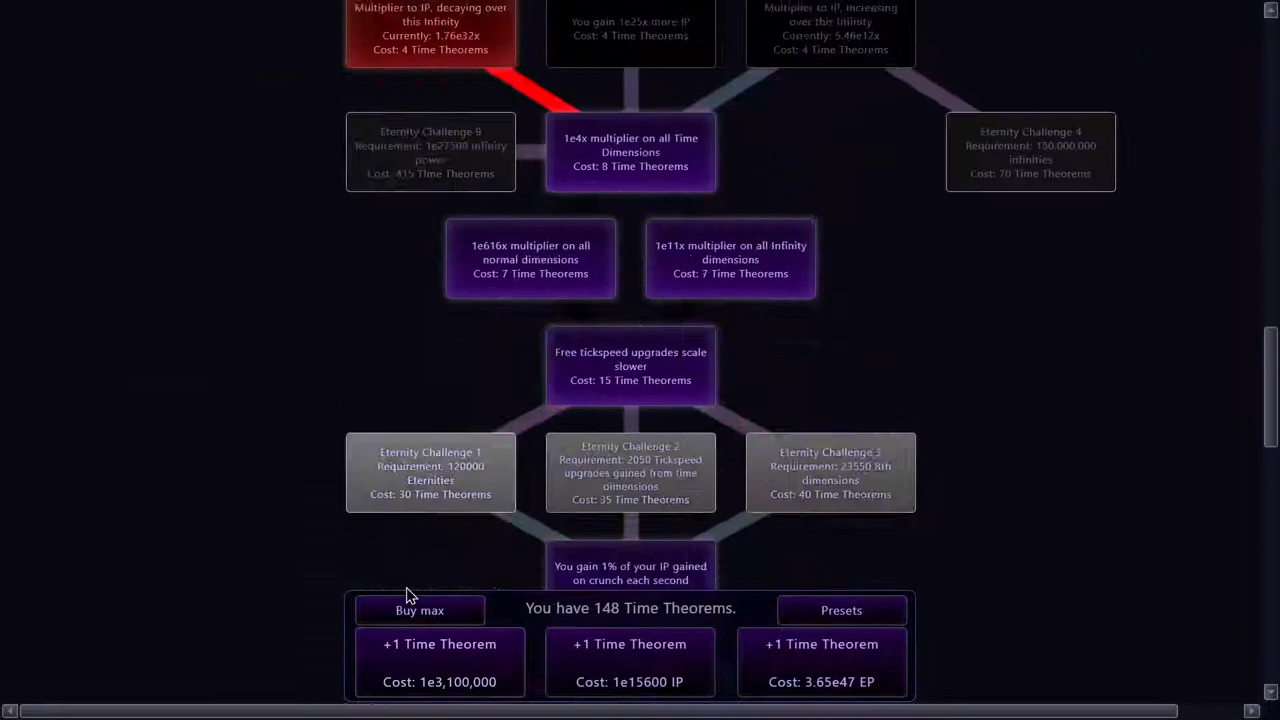 Multiplier to IP, decaying over
this Infinity
Currently: 1.76e32x
Cost: 4 Time Theorems
You gain 1e25x more IP
Cost: 4 Time Theorems
Multiplier to IP, increasing
over this Infinity
Currently: 5.46e12x
Cost: 4 Time Theorems
Eternity Challenge 9
Requirement: 1e27500 infinity
power
Cost: 415 Time Theorems
1e4x multiplier on all Time
Dimensions
Cost: 8 Time Theorems
Eternity Challenge 4
Requirement: 130,000,000
infinities
Cost: 70 Time Theorems
1e616x multiplier on all
normal dimensions
Cost: 7 Time Theorems
1e11x multiplier on all Infinity
dimensions
Cost: 7 Time Theorems
Free tickspeed upgrades scale
slower
Cost: 15 Time Theorems
Eternity Challenge 1
Requirement: 120000
Eternities
Cost: 30 Time Theorems
Eternity Challenge 2
Requirement: 2050 Tickspeed
upgrades gained from time
dimensions
Cost: 35 Time Theorems
Eternity Challenge 3
Requirement: 23550 8th
dimensions
Cost: 40 Time Theorems
You gain 1% of your IP gained
on crunch each second
Buy max
You have 148 Time Theorems.
Presets
+1 Time Theorem
Cost: 1e3,100,000
+1 Time Theorem
Cost: 1e15600 IP
+1 Time Theorem
Cost: 3.65e47 EP